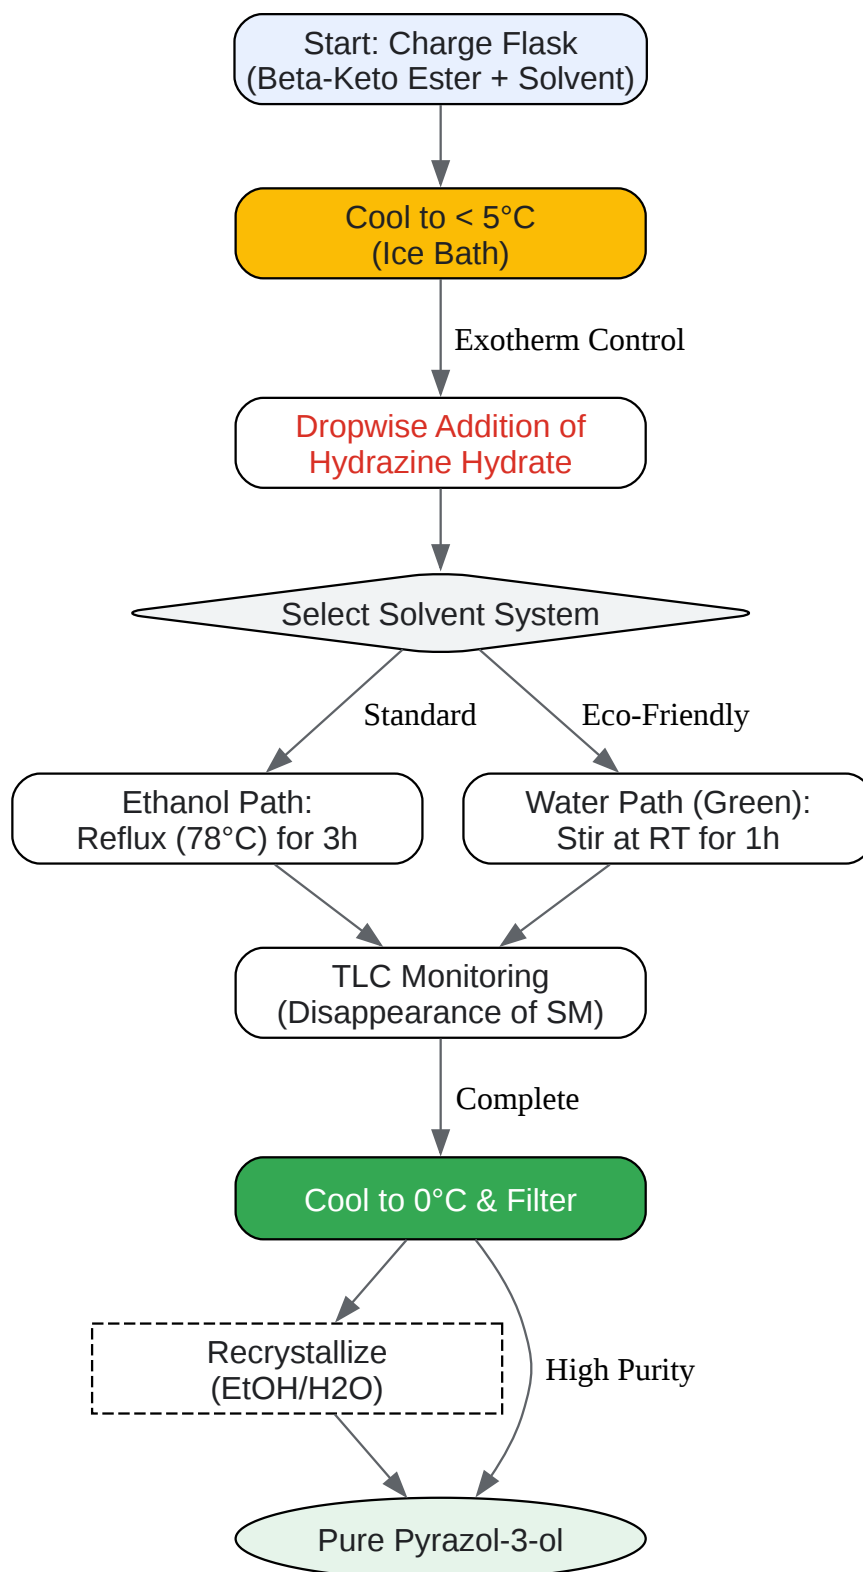 Start: Charge Flask
(Beta-Keto Ester + Solvent)
Cool to < 5°C
(Ice Bath)
Exotherm Control
Dropwise Addition of
Hydrazine Hydrate
Select Solvent System
Standard
Eco-Friendly
Ethanol Path:
Reflux (78°C) for 3h
Water Path (Green):
Stir at RT for 1h
TLC Monitoring
(Disappearance of SM)
Complete
Cool to 0°C & Filter
Recrystallize
(EtOH/H2O)
High Purity
Pure Pyrazol-3-ol